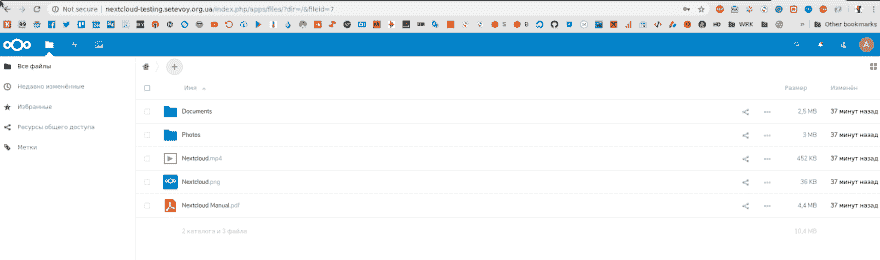 Not secure | nextcloud-testing.setevoy.org.ua/index.php/apps/files/?dir=/&fileid=7
WRK
Other bookmarks
A
Все файлы
Недавно изменённые
Избранные
Ресурсы общего доступа
Метки
Имя Размер Изменён
Documents 2,5 MB 37 минут назад
Photos 3 MB 37 минут назад
Nextcloud.mp4 452 KB 37 минут назад
Nextcloud.png 36 KB 37 минут назад
Nextcloud Manual.pdf 4,4 MB 37 минут назад
2 каталога и 3 файла 10,4 MB